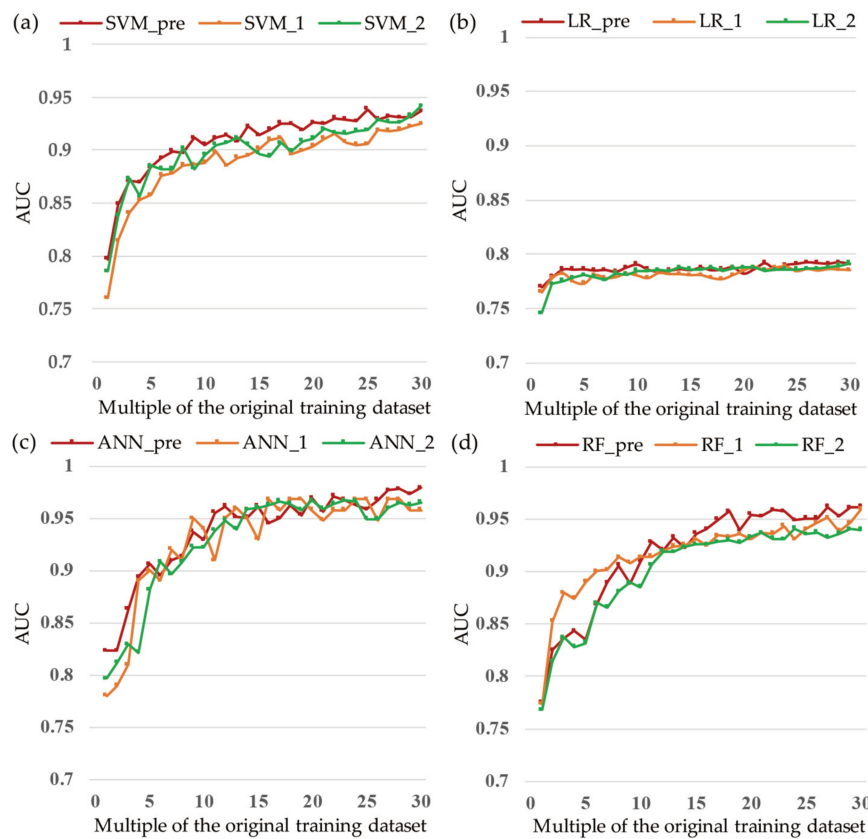 (a) SVM_pre SVM_1 SVM_2
1
0.95
0.9
0.85
0.8
0.75
0.7
AUC
0 5 10 15 20 25 30
Multiple of the original training dataset
(b) LR_pre LR_1 LR_2
1
0.95
0.9
0.85
0.8
0.75
0.7
AUC
0 5 10 15 20 25 30
Multiple of the original training dataset
(c) ANN_pre ANN_1 ANN_2
1
0.95
0.9
0.85
0.8
0.75
0.7
AUC
0 5 10 15 20 25 30
Multiple of the original training dataset
(d) RF_pre RF_1 RF_2
1
0.95
0.9
0.85
0.8
0.75
0.7
AUC
0 5 10 15 20 25 30
Multiple of the original training dataset